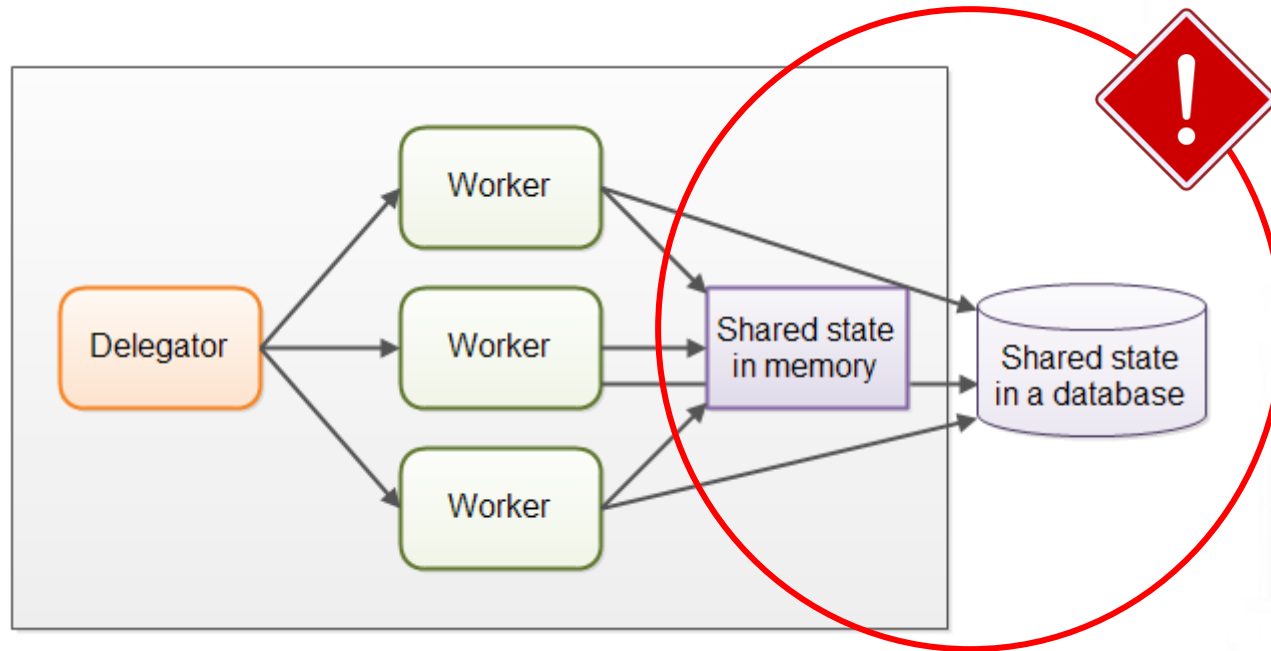 Worker
Delegator
Worker
Worker
Shared state
in memory
Shared state
in a database
!